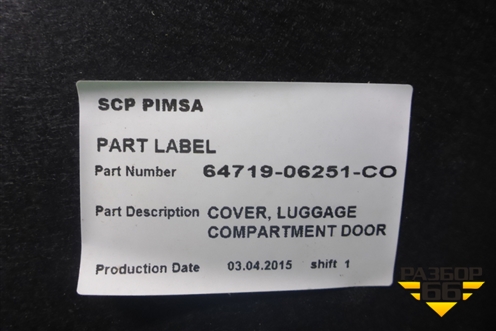 SCP PIMSA
PART LABEL
Part Number 64719-06251-CO
Part Description COVER, LUGGAGE
COMPARTMENT DOOR
Production Date 03.04.2015 shift 1
РАЗБОР
66